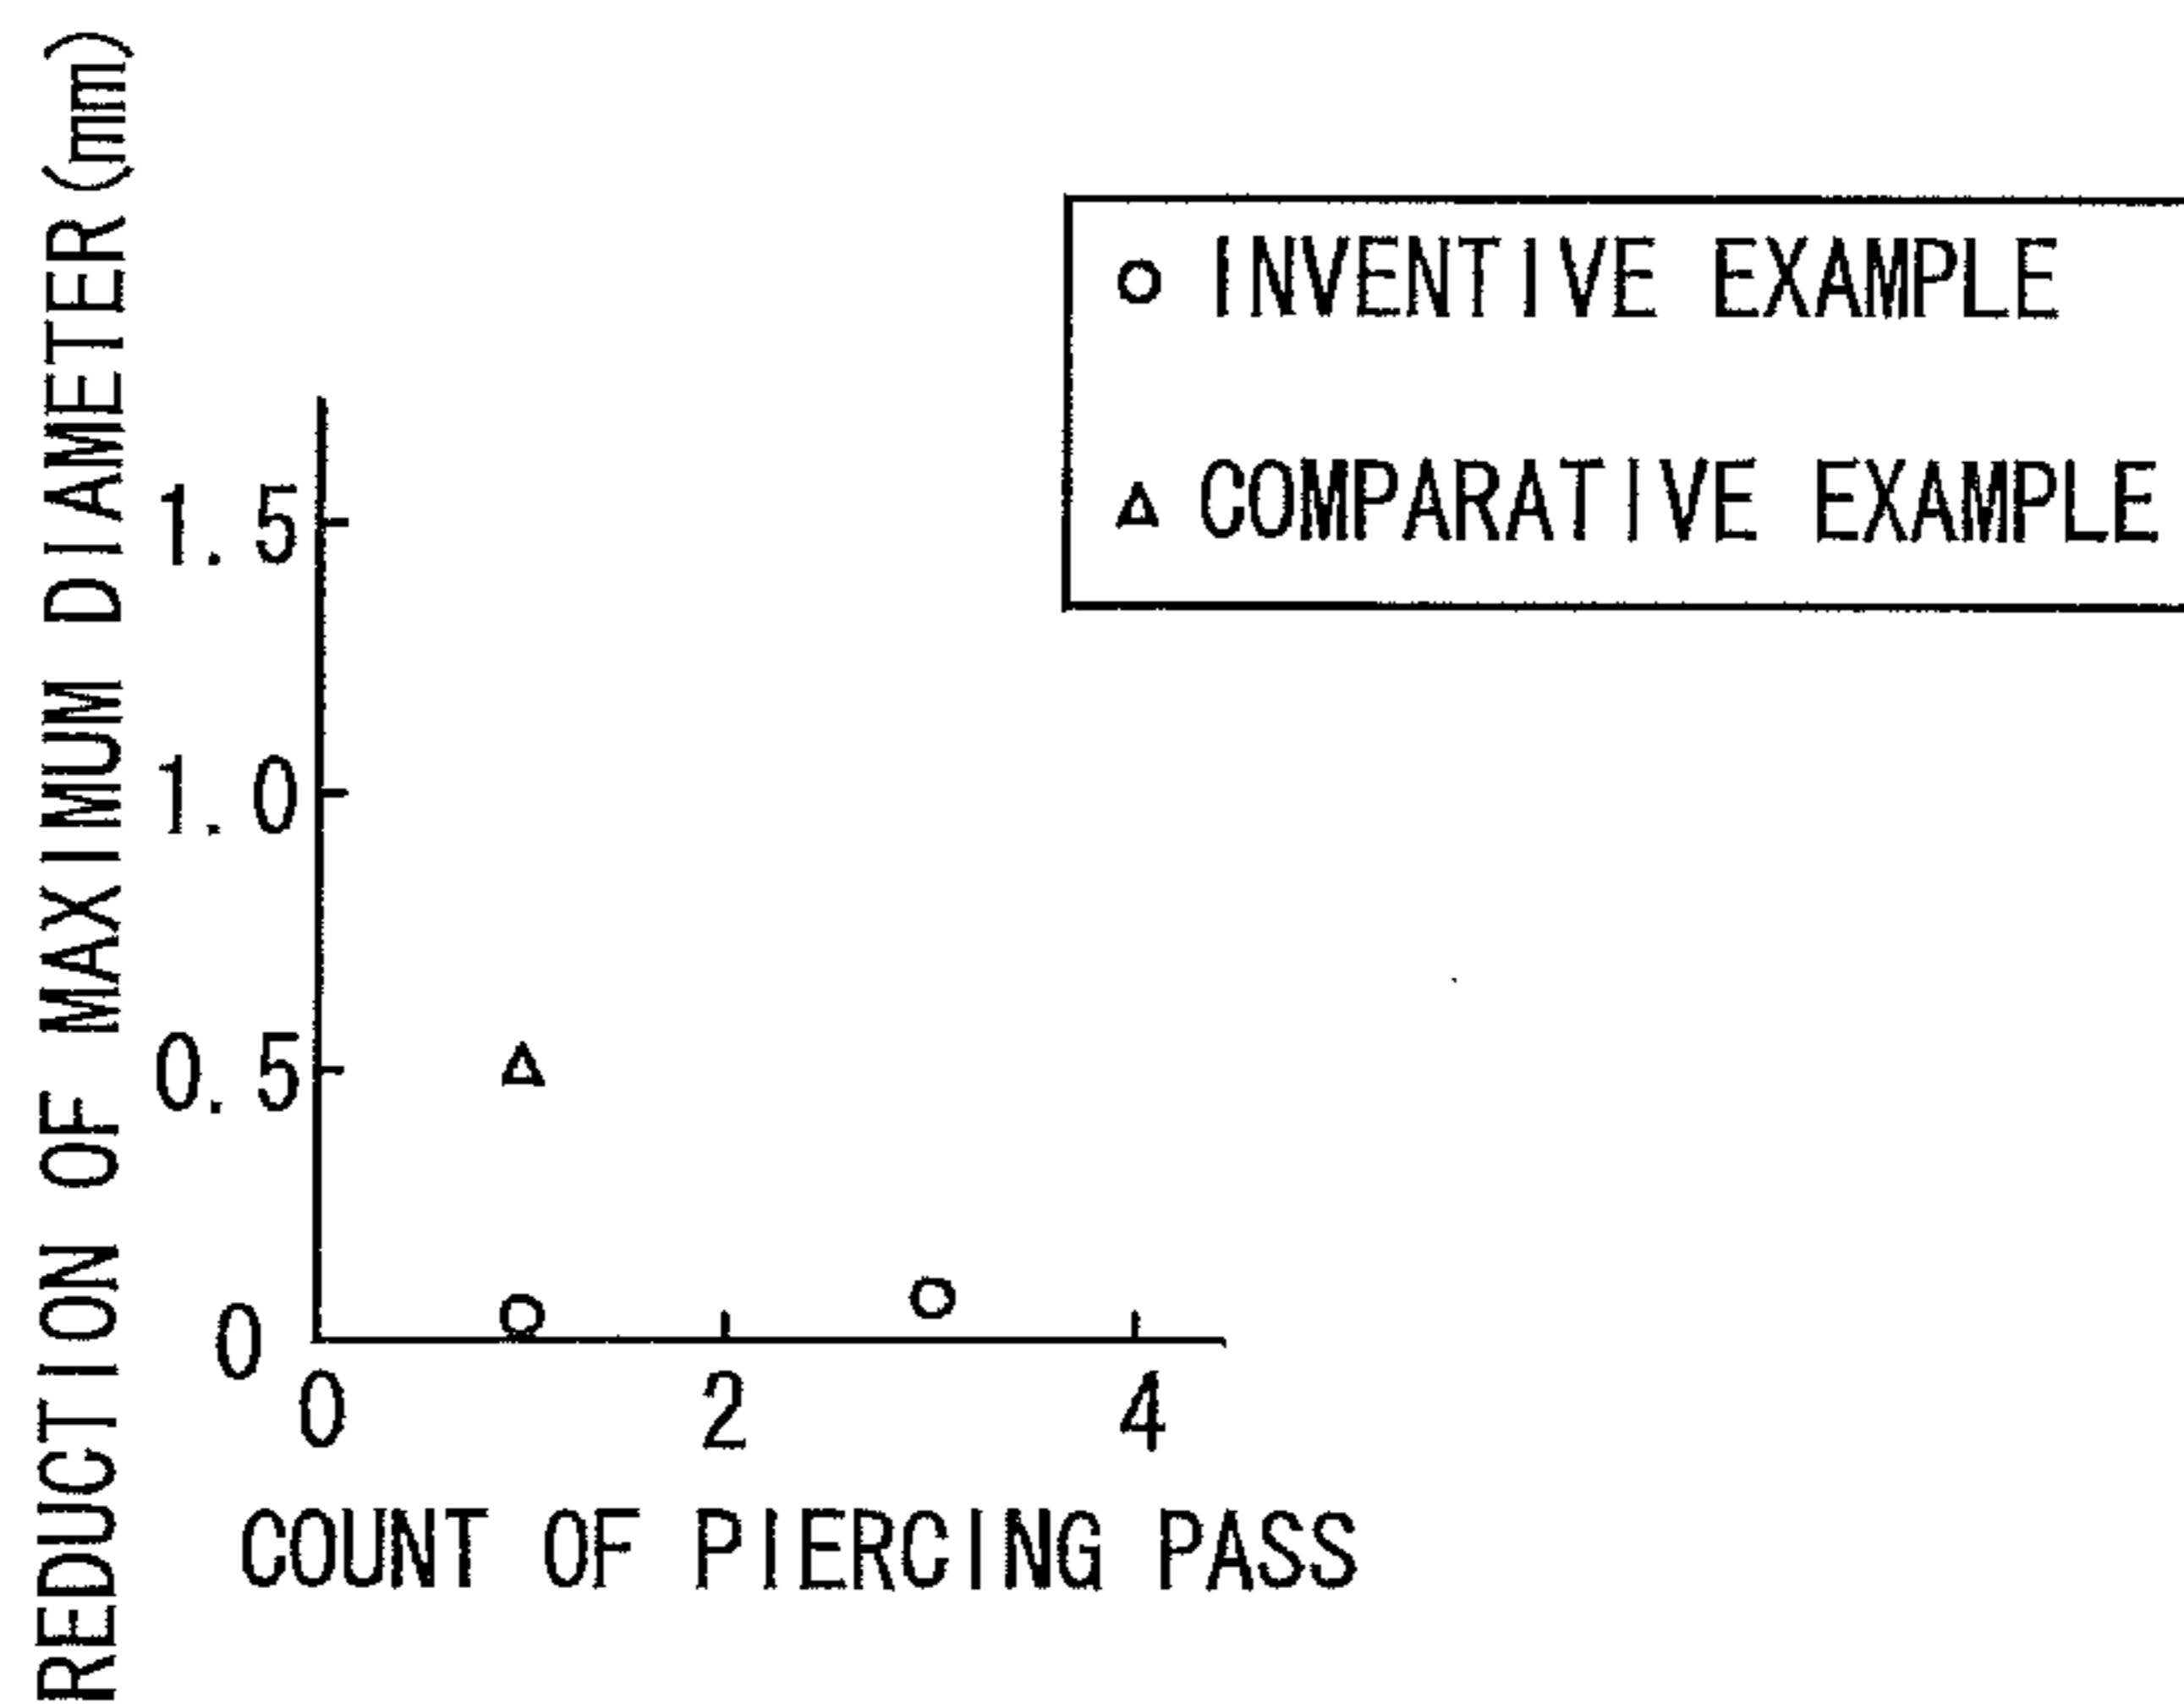 REDUCTION OF MAXIMUM DIAMETER(mm)
INVENTIVE EXAMPLE
COMPARATIVE EXAMPLE
1.5
1.0
0.5
0
0 2 4
COUNT OF PIERCING PASS